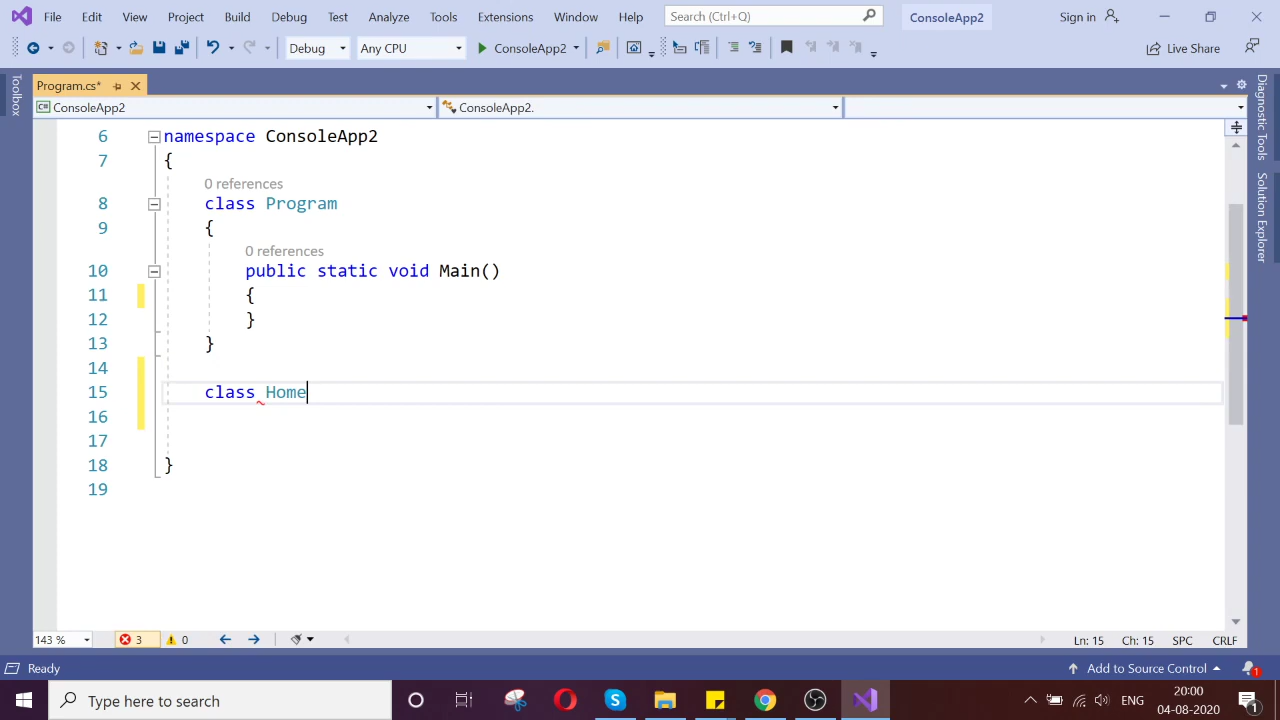 File Edit View Project Build Debug Test Analyze Tools Extensions Window Help Search (Ctrl+Q) ConsoleApp2 Sign in
Debug Any CPU ConsoleApp2 Live Share
Toolbox
Program.cs*
ConsoleApp2 ConsoleApp2.
Diagnostic Tools
Solution Explorer
6 namespace ConsoleApp2
7 {
0 references
8 class Program
9 {
0 references
10 public static void Main()
11 {
12 }
13 }
14
15 class Home
16
17
18 }
19
143 % 3 0 Ln: 15 Ch: 15 SPC CRLF
Ready Add to Source Control 1
Type here to search ENG 20:00
04-08-2020 1